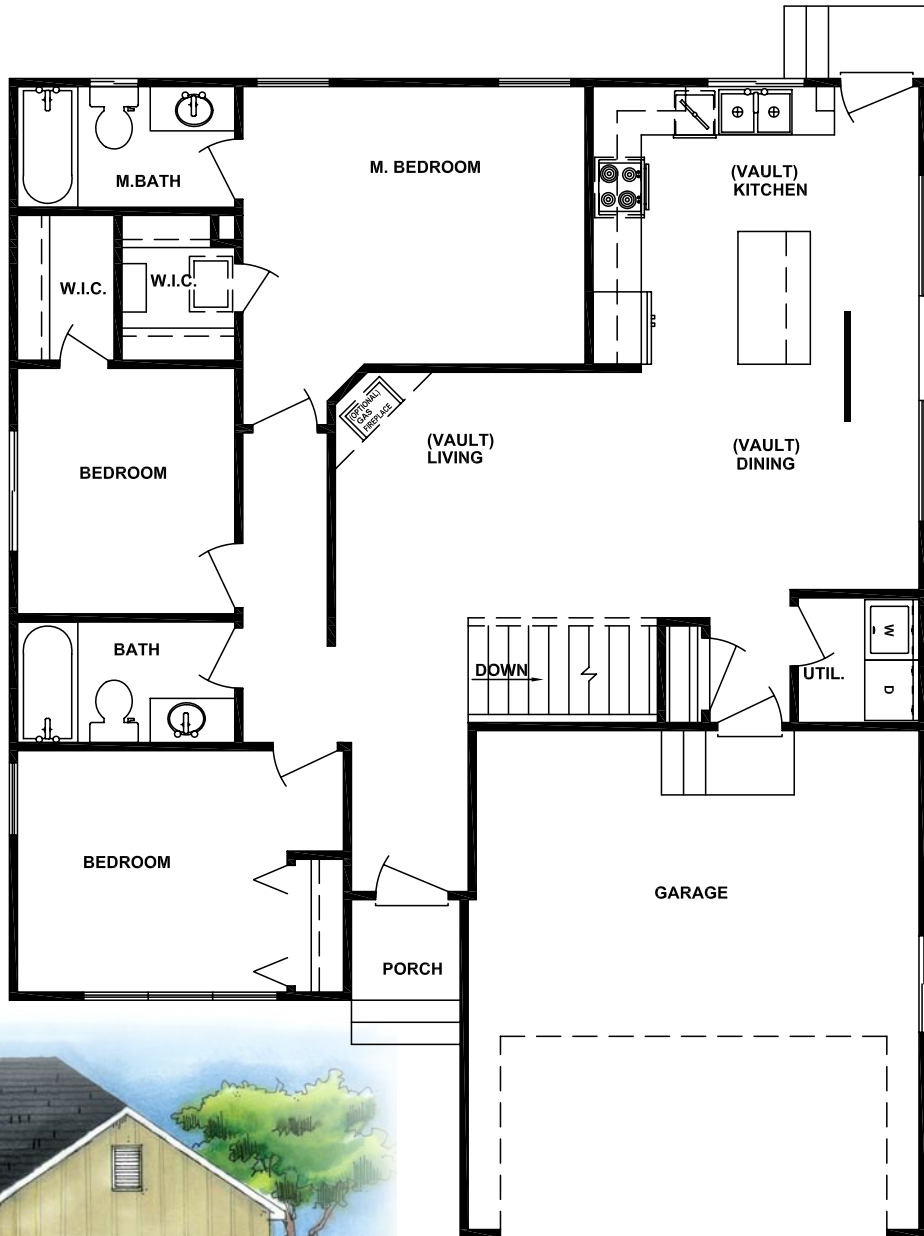 M.BATH
M. BEDROOM
(VAULT)
KITCHEN
W.I.C.
W.I.C.
(OPTIONAL)
GAS
FIREPLACE
(VAULT)
LIVING
(VAULT)
DINING
BEDROOM
BATH
DOWN
UTIL.
W
D
BEDROOM
GARAGE
PORCH